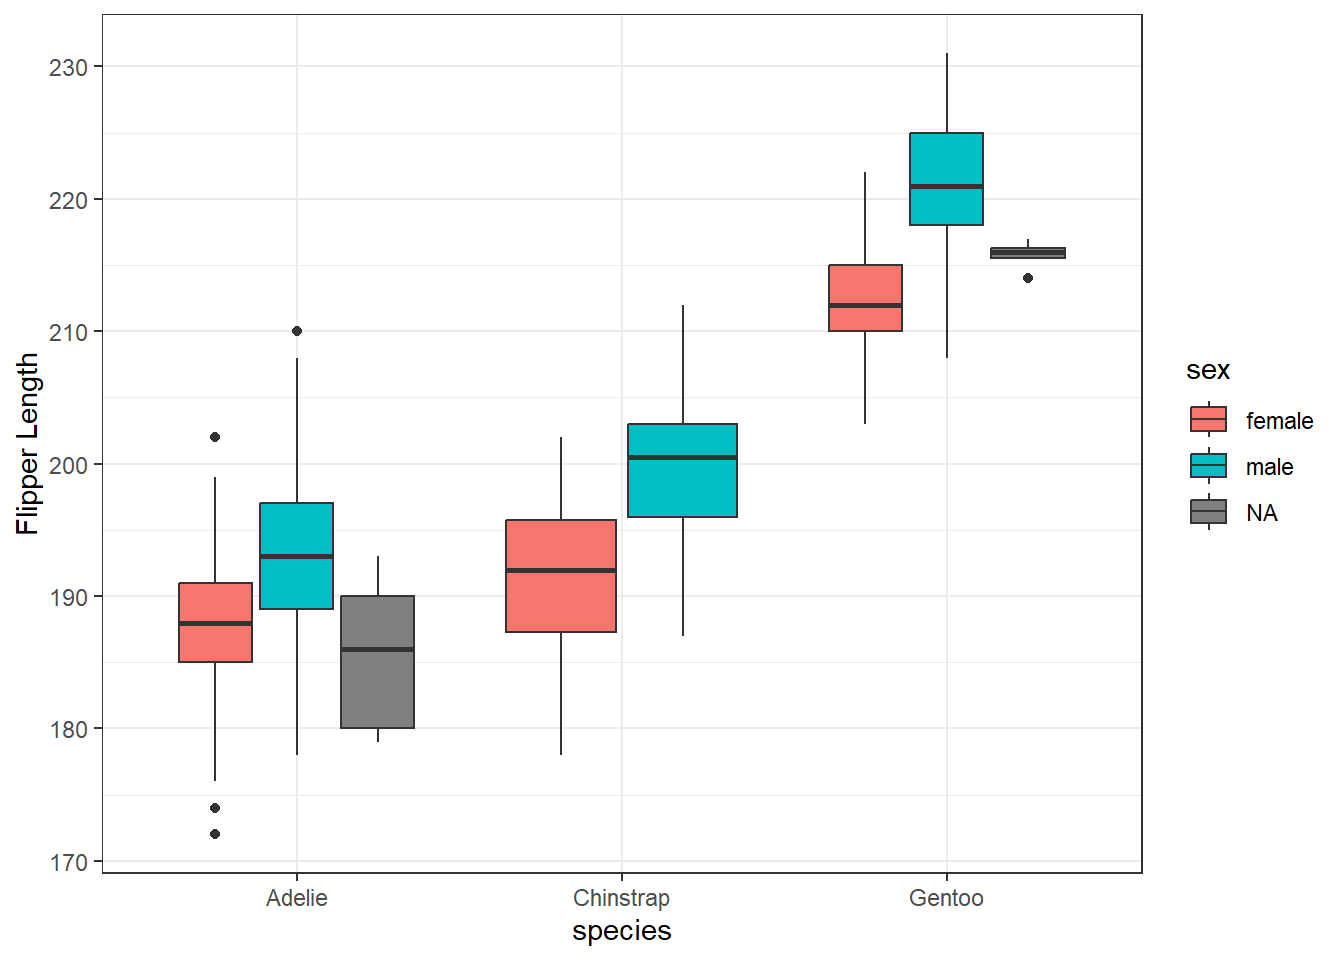 Flipper Length
230
220
210
200
190
180
170
Adelie
Chinstrap
Gentoo
species
sex
female
male
NA